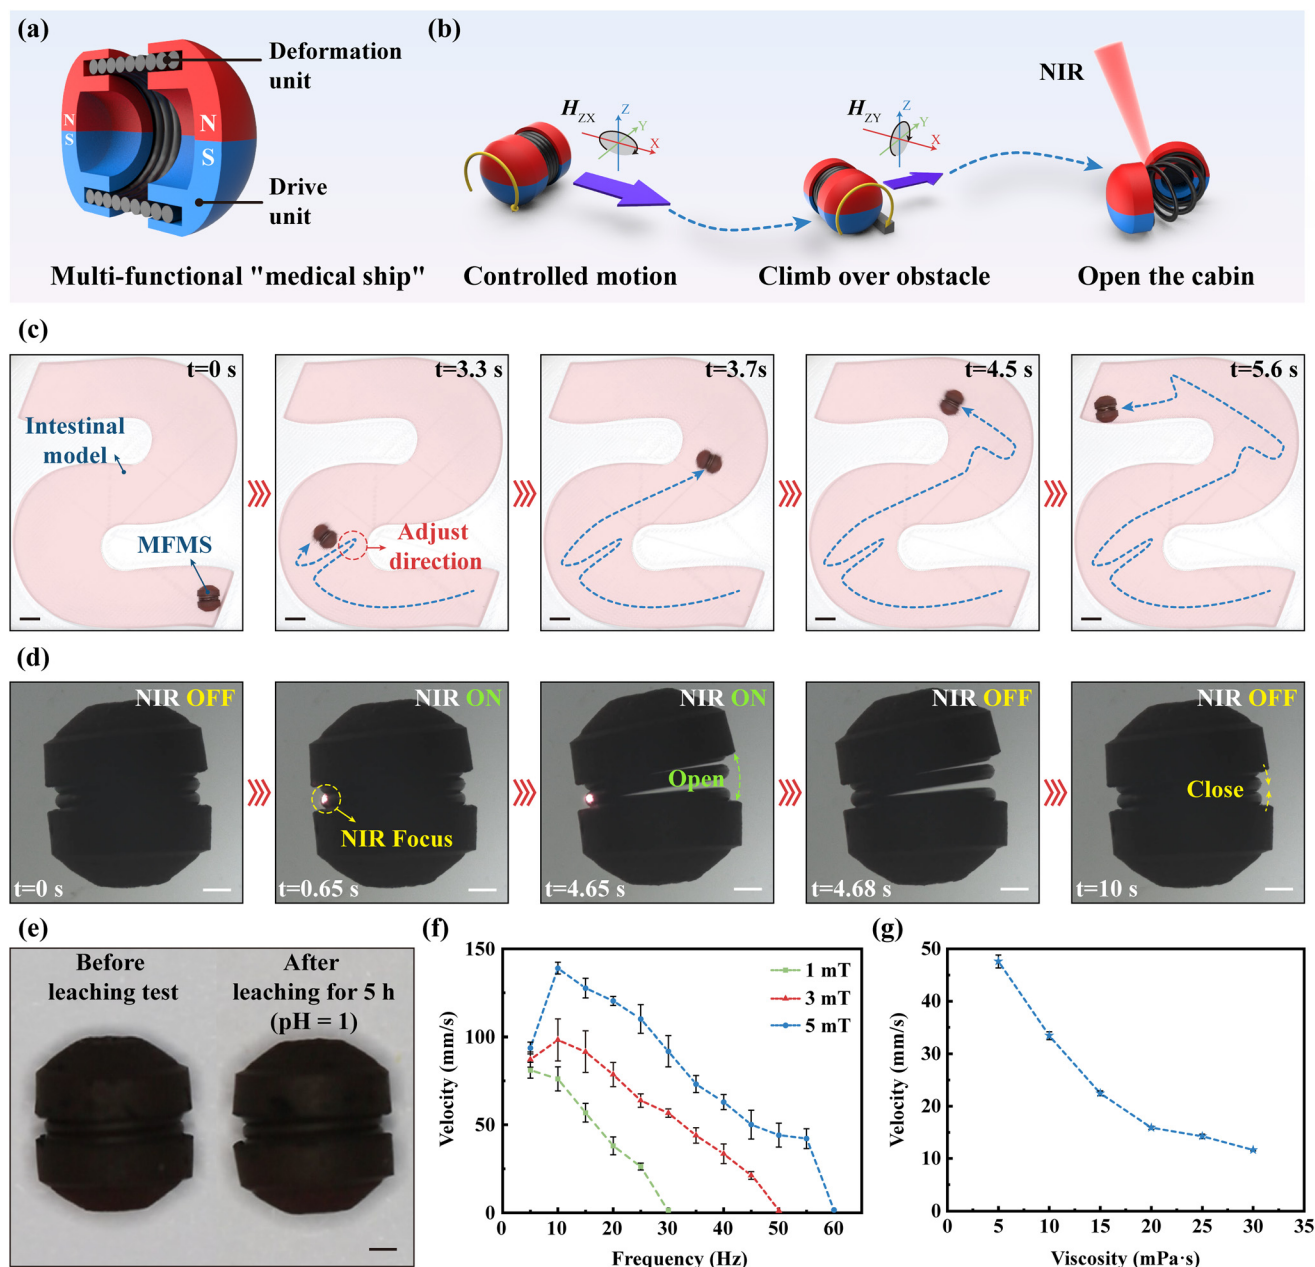 (a)
Deformation
unit
N
S
N
S
Drive
unit
Multi-functional "medical ship"
(b)
HZX
Z
Y
X
HZY
Z
Y
X
NIR
Controlled motion
Climb over obstacle
Open the cabin
(c)
t=0 s
Intestinal
model
MFMS
t=3.3 s
Adjust
direction
t=3.7s
t=4.5 s
t=5.6 s
(d)
NIR OFF
t=0 s
NIR ON
NIR Focus
t=0.65 s
NIR ON
Open
t=4.65 s
NIR OFF
t=4.68 s
NIR OFF
Close
t=10 s
(e)
Before
leaching test
After
leaching for 5 h
(pH = 1)
(f)
150
100
50
0
Velocity (mm/s)
1 mT
3 mT
5 mT
0
10
20
30
40
50
60
Frequency (Hz)
(g)
50
40
30
20
10
0
Velocity (mm/s)
0
5
10
15
20
25
30
35
Viscosity (mPa·s)